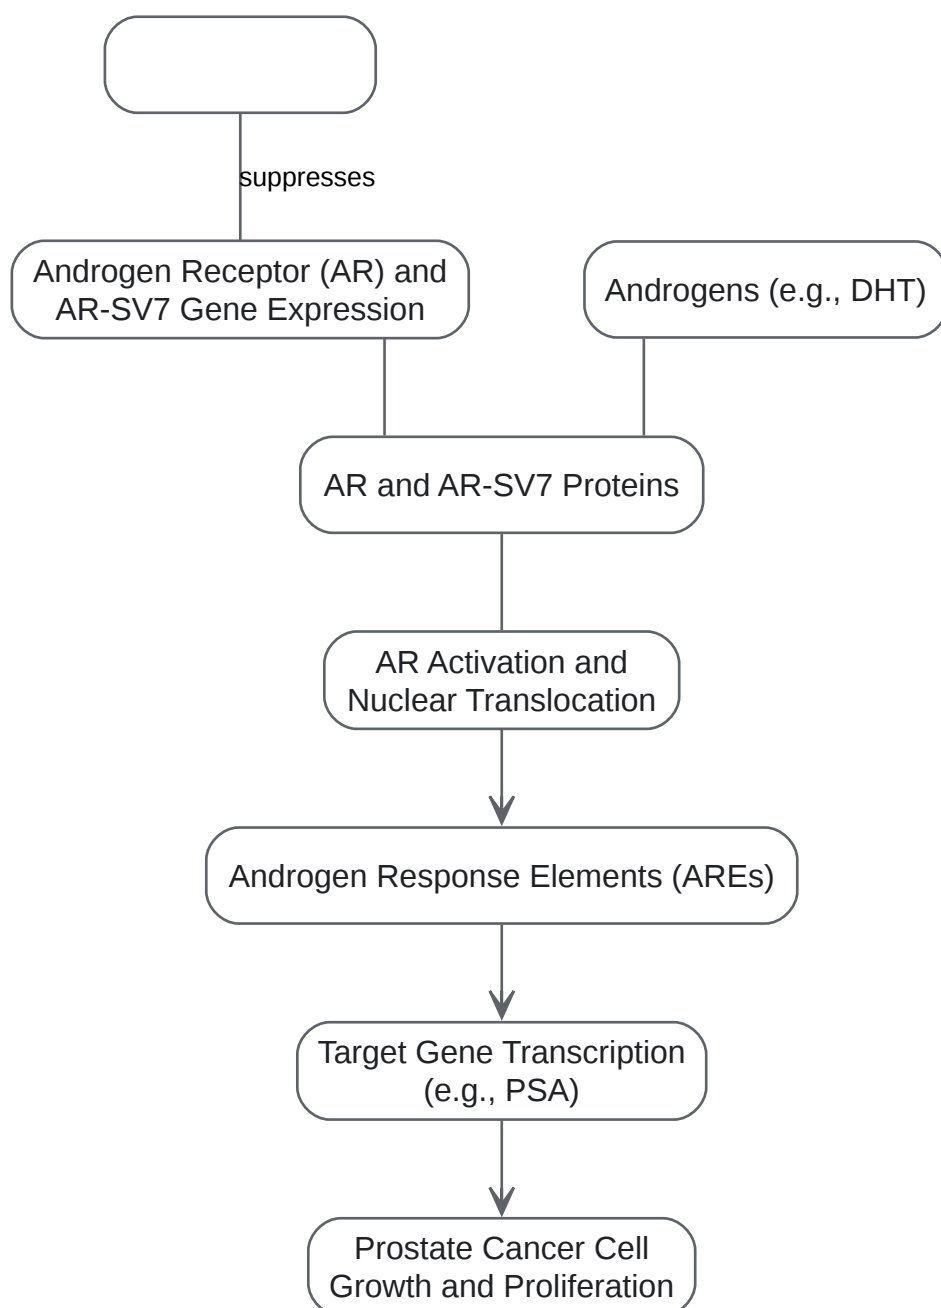 suppresses
Androgen Receptor (AR) and
AR-SV7 Gene Expression
Androgens (e.g., DHT)
AR and AR-SV7 Proteins
AR Activation and
Nuclear Translocation
Androgen Response Elements (AREs)
Target Gene Transcription
(e.g., PSA)
Prostate Cancer Cell
Growth and Proliferation